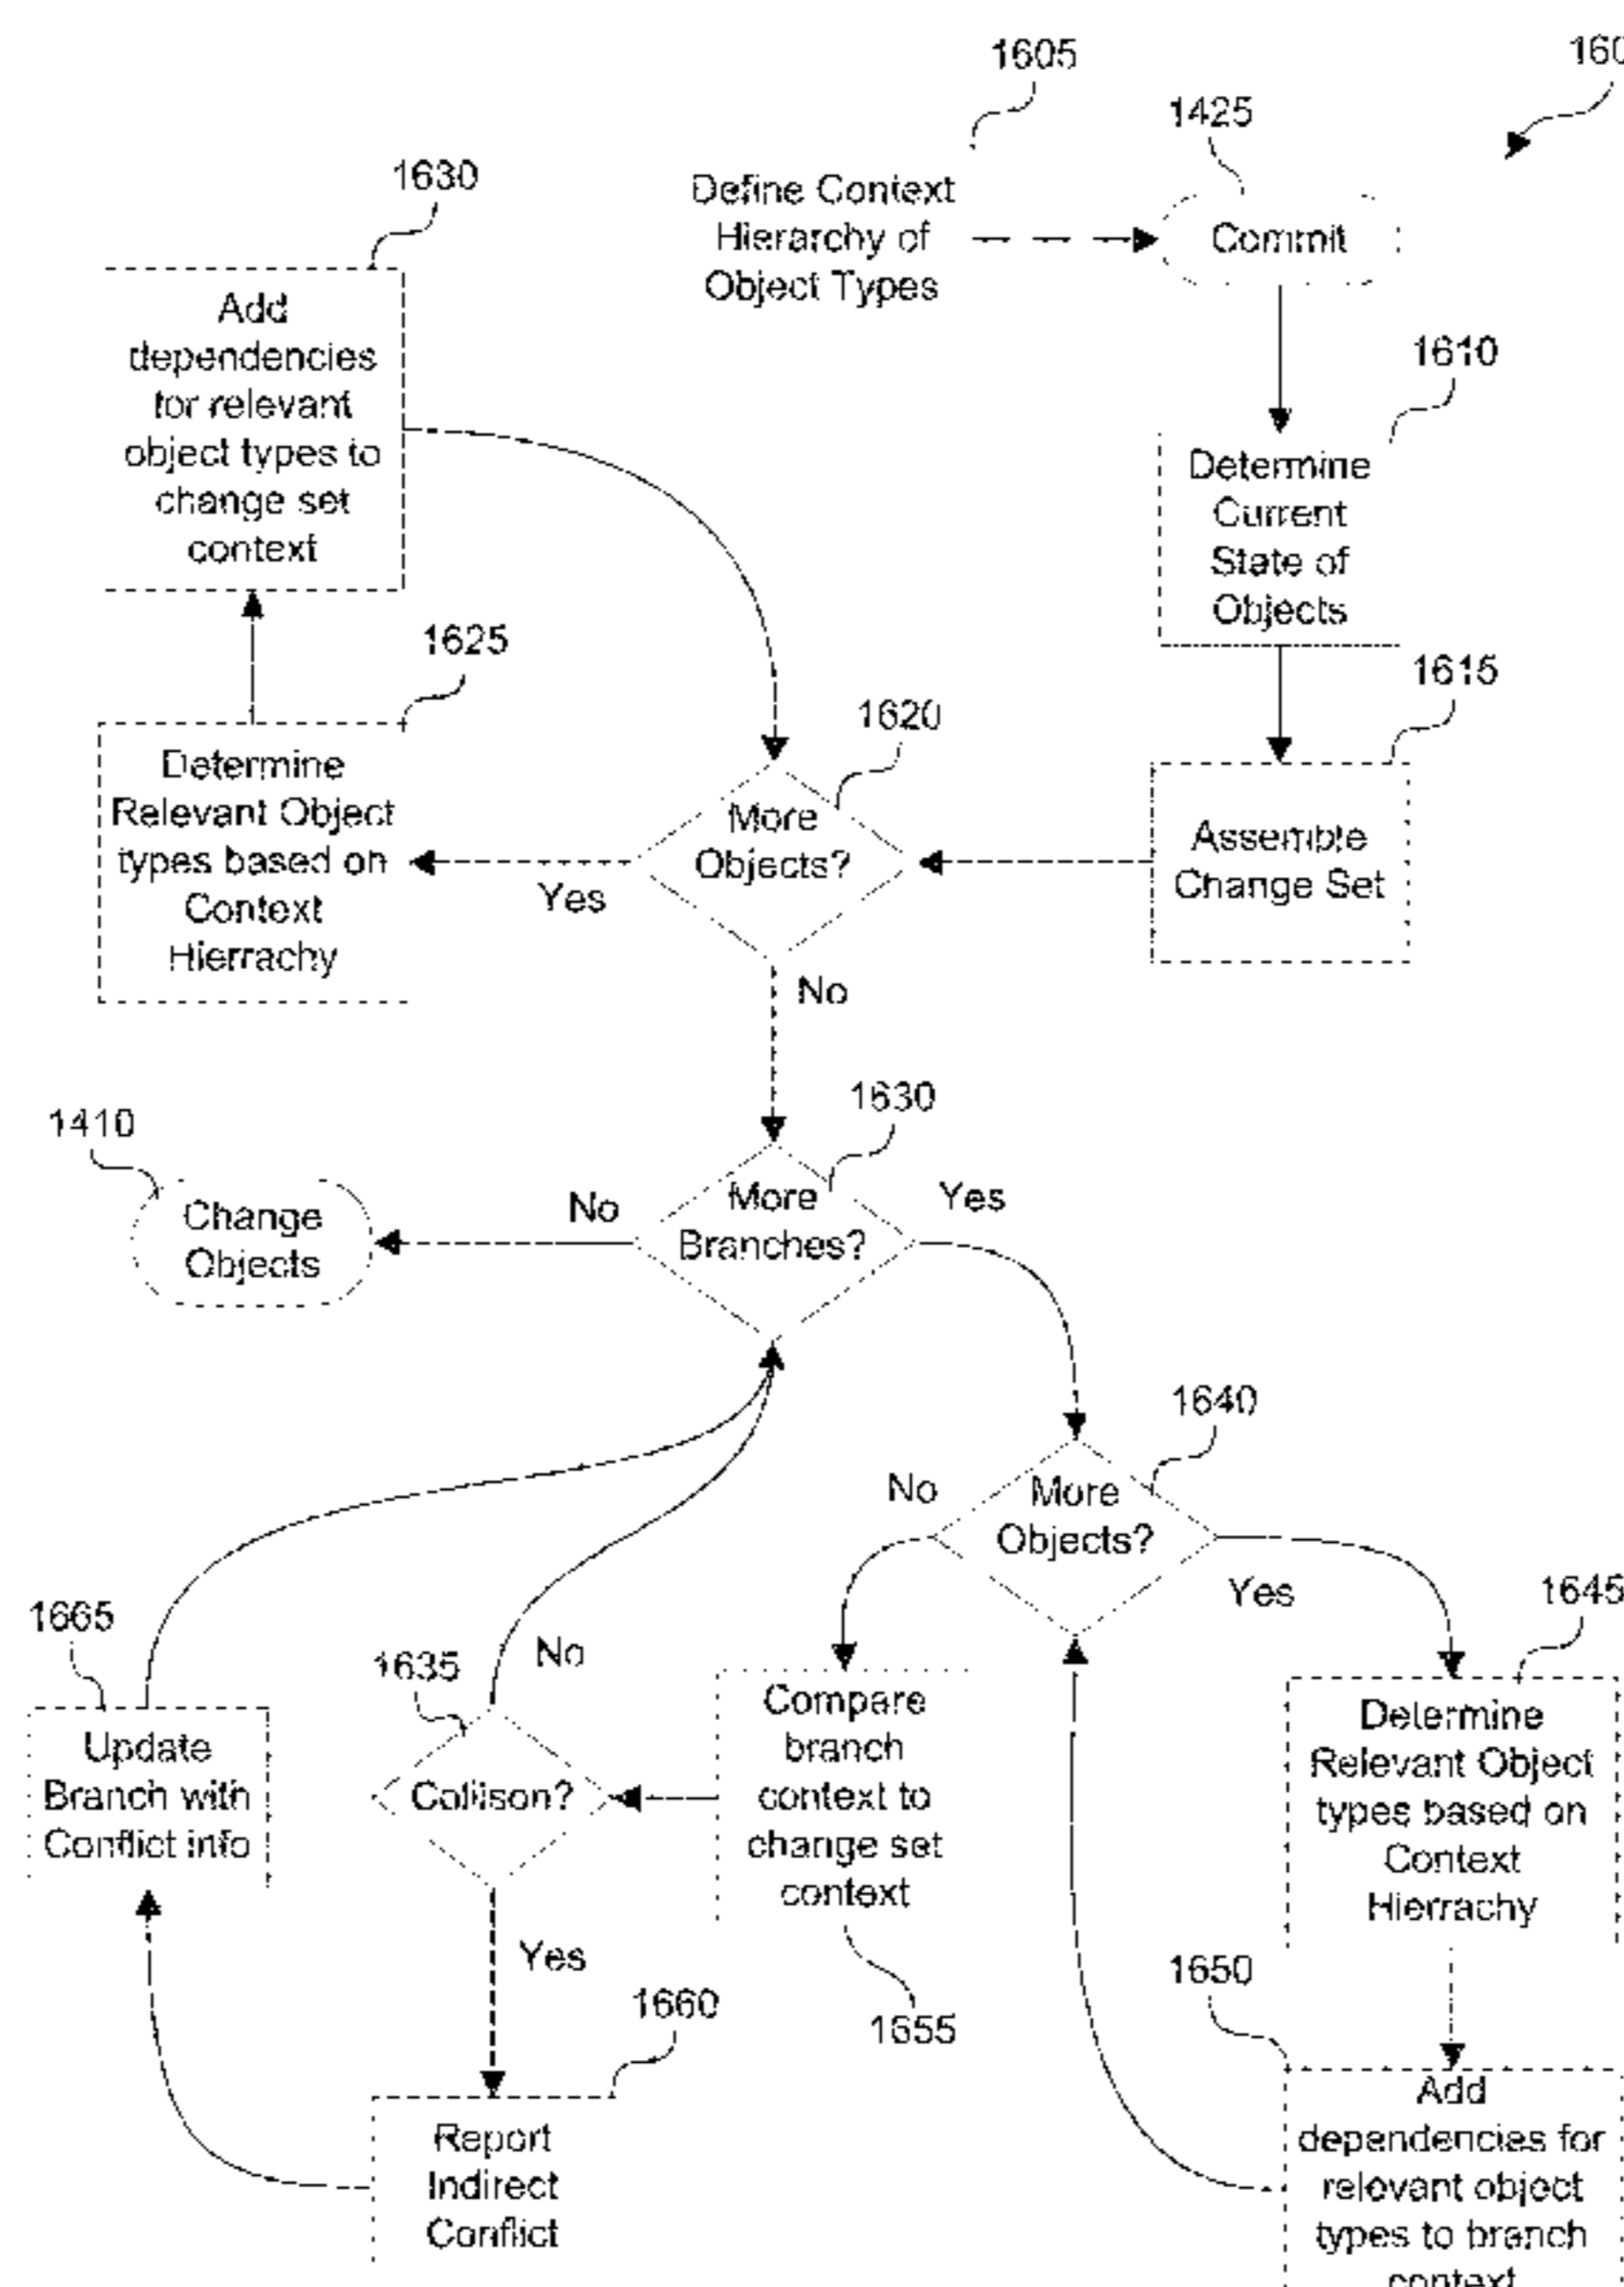 1605
160
1425
Define Context
Hierarchy of
Object Types
Commit
1630
Add
dependencies
for relevant
object types to
change set
context
1610
Determine
Current
State of
Objects
1625
Determine
Relevant Object
types based on
Context
Hierrachy
1620
More
Objects?
Yes
No
1615
Assemble
Change Set
1410
Change
Objects
No
1630
More
Branches?
Yes
1640
More
Objects?
No
Yes
1665
Update
Branch with
Conflict info
1635
No
Collison?
Yes
Compare
branch
context to
change set
context
1655
1645
Determine
Relevant Object
types based on
Context
Hierrachy
1660
Report
Indirect
Conflict
1650
Add
dependencies for
relevant object
types to branch
context